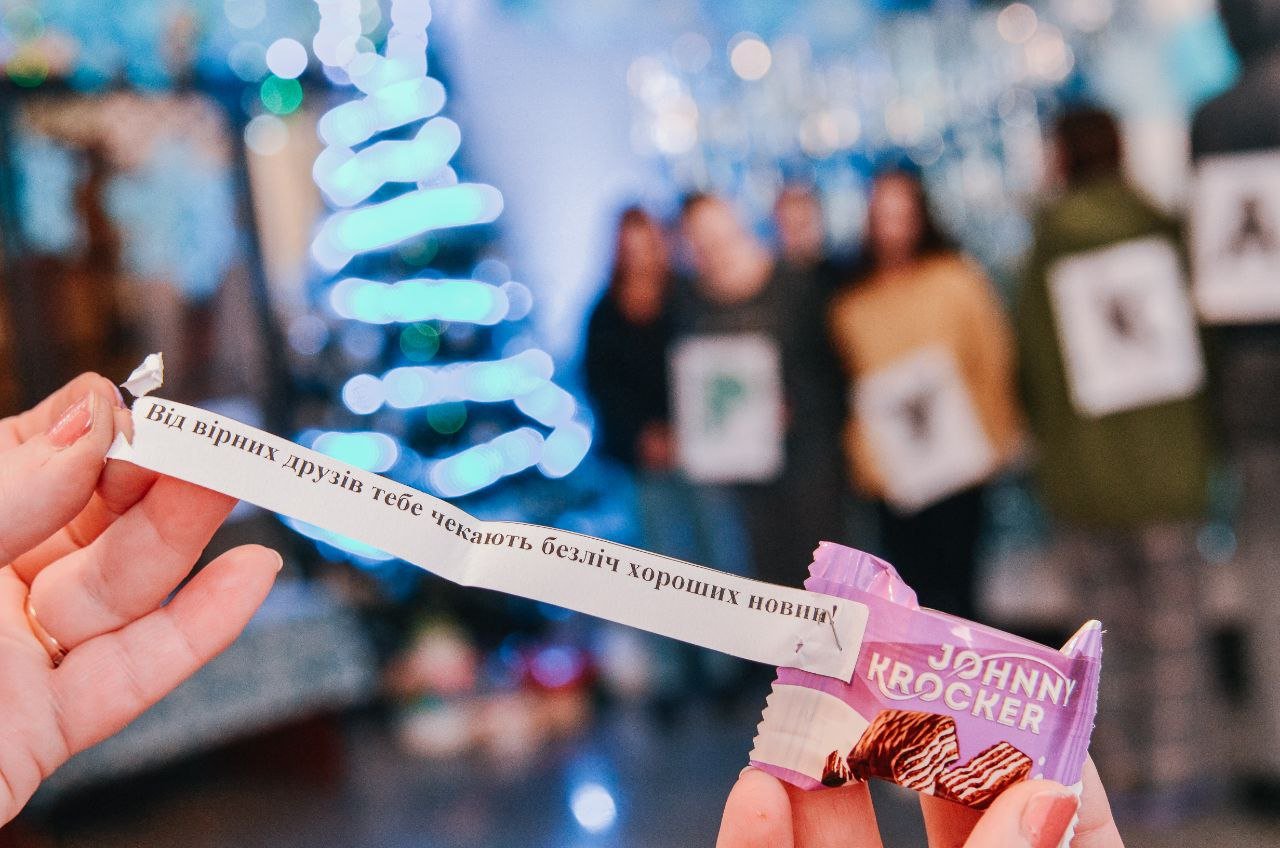 Від вірних друзів тебе чекають безліч хороших новин!
JOHNNY
KROCKER